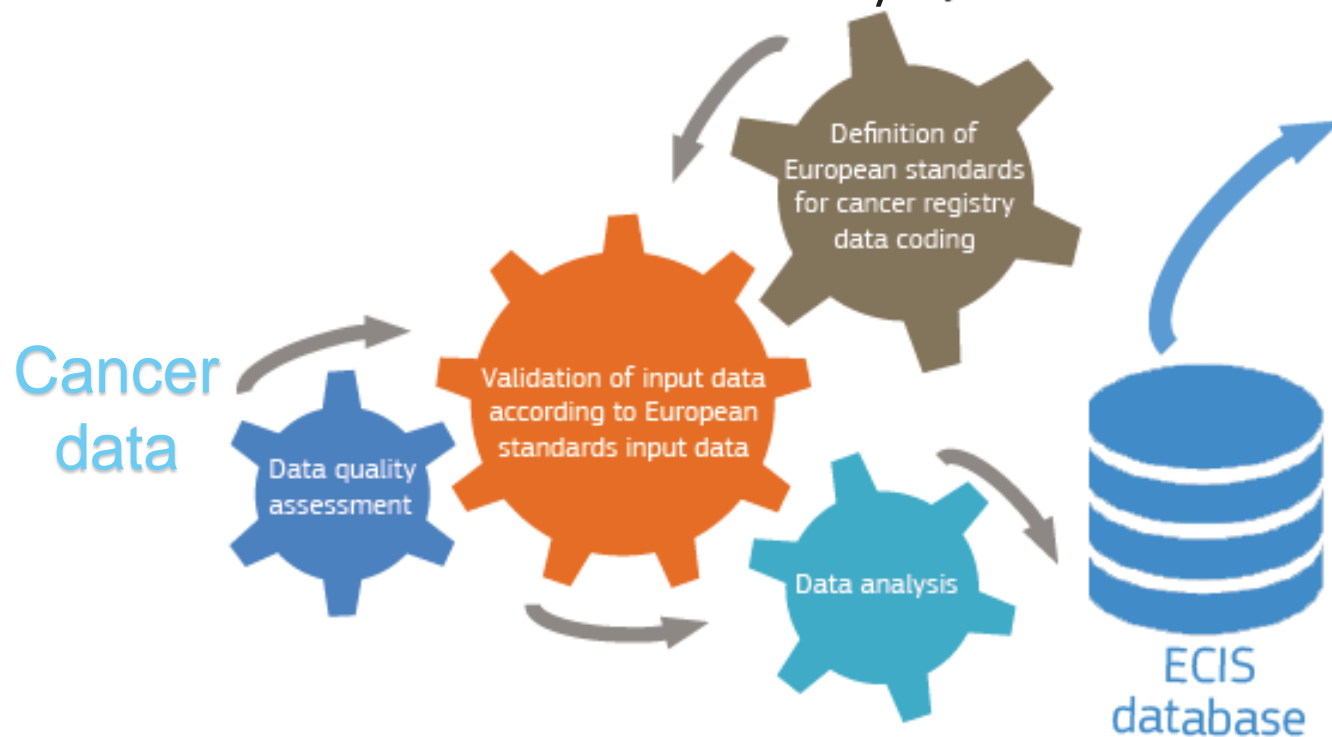 Definition of
European standards
for cancer registry
data coding
Cancer
data
Validation of input data
according to European
standards input data
Data quality
assessment
Data analysis
ECIS
database